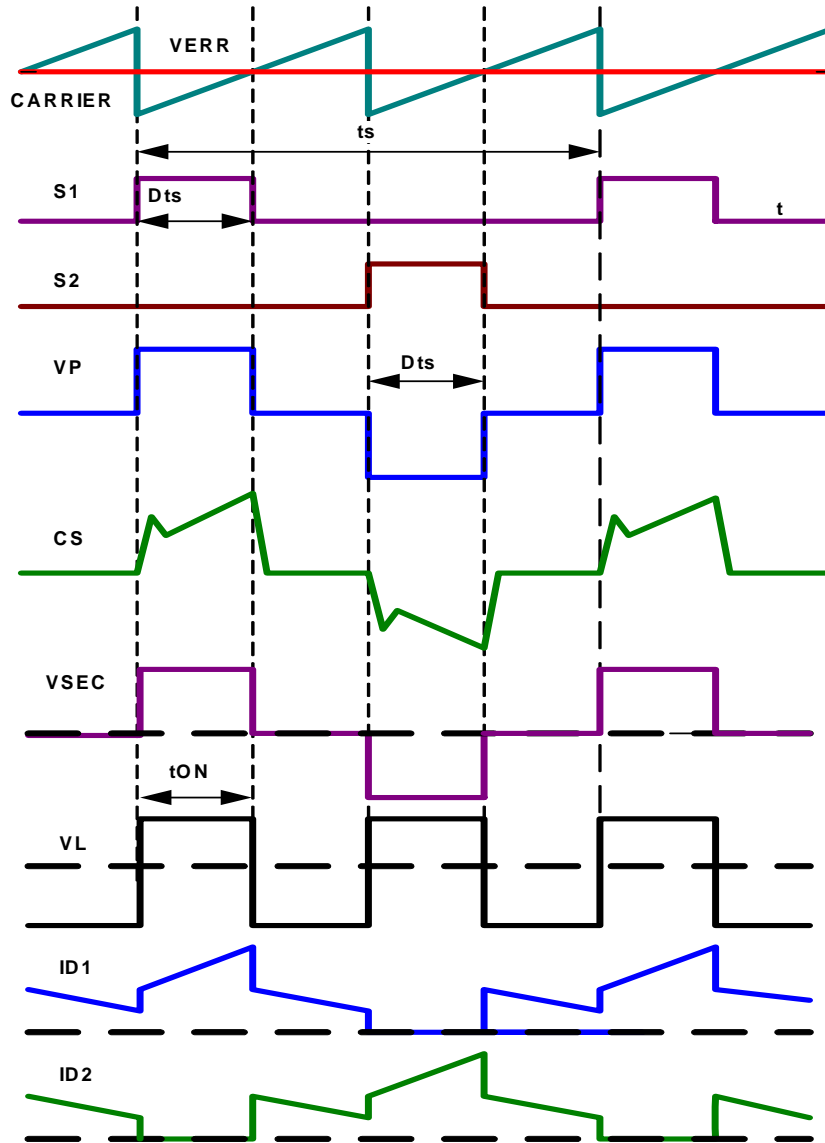 VERR
CARRIER
ts
S1
Dts
t
S2
VP
Dts
CS
VSEC
tON
VL
ID1
ID2